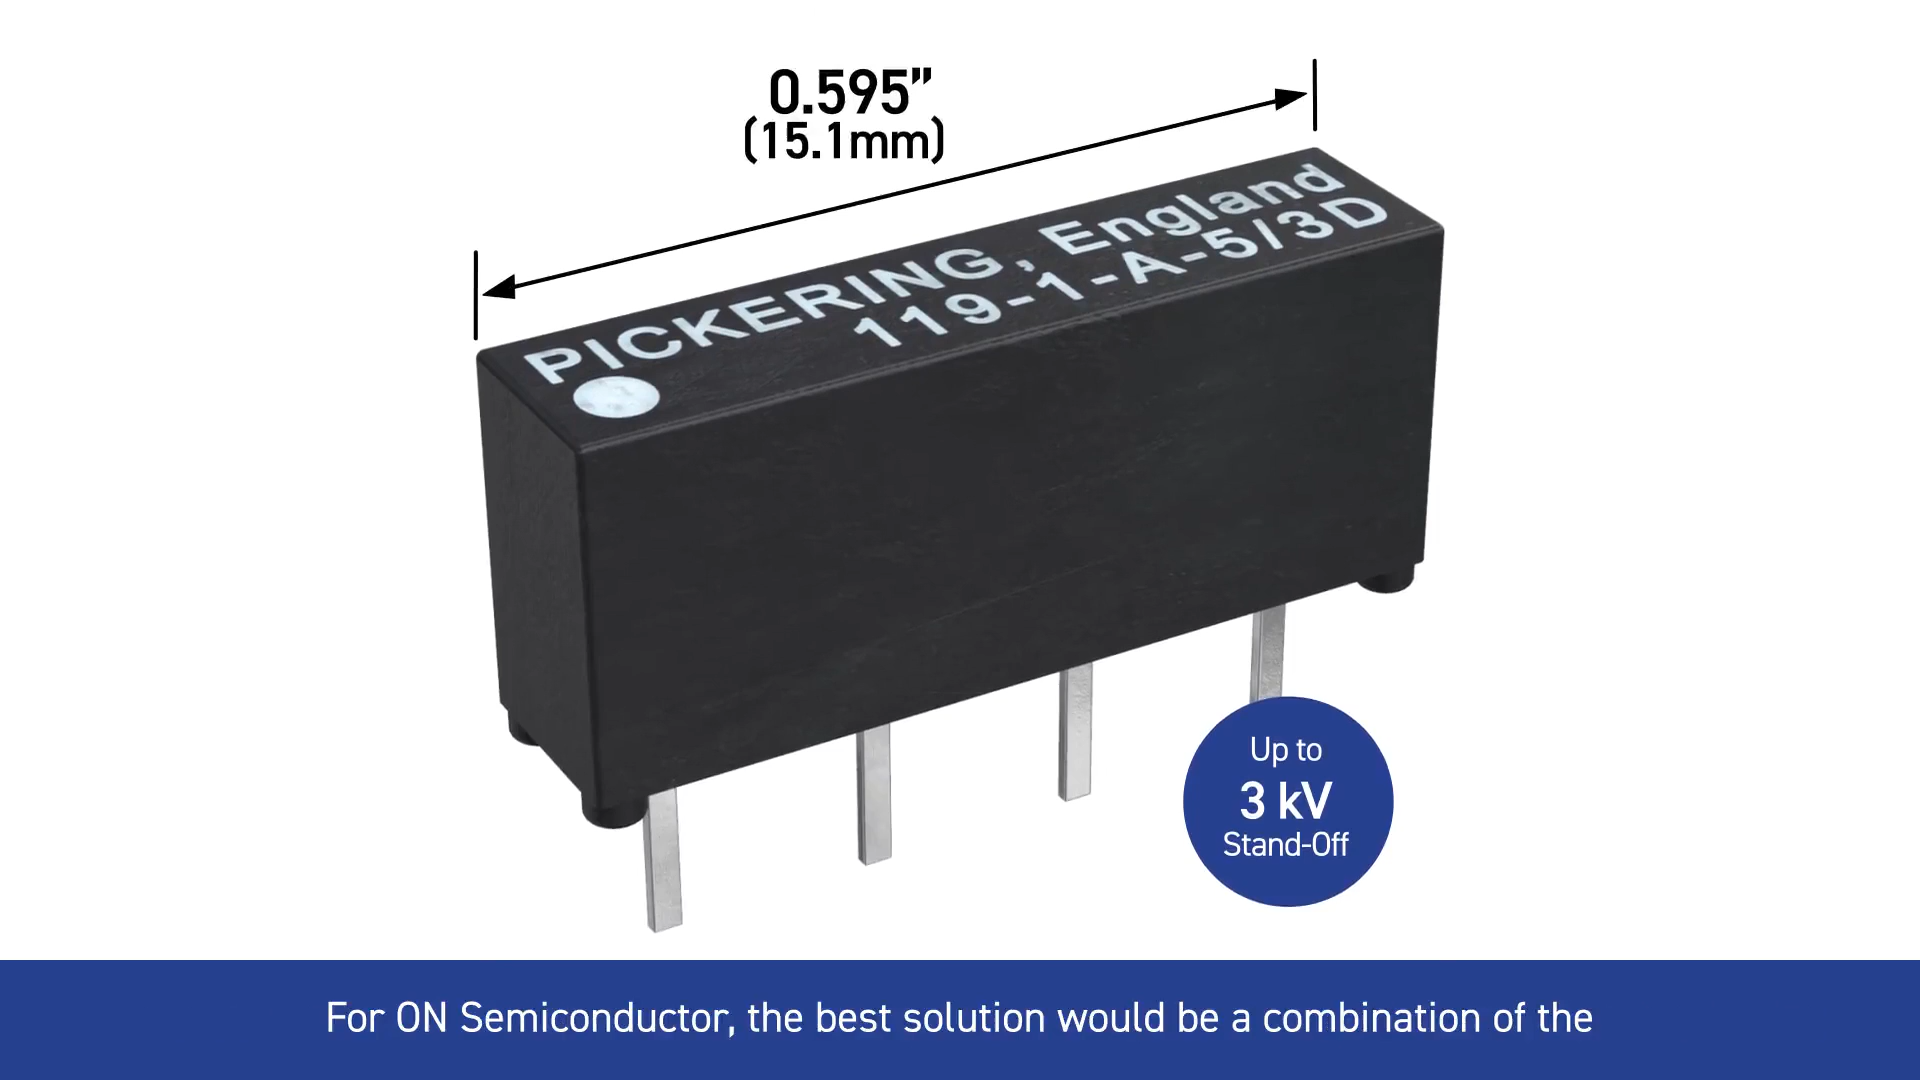 0.595”
(15.1mm)
PICKERING, England
119-1-A-5/3D
Up to
3 kV
Stand-Off
For ON Semiconductor, the best solution would be a combination of the